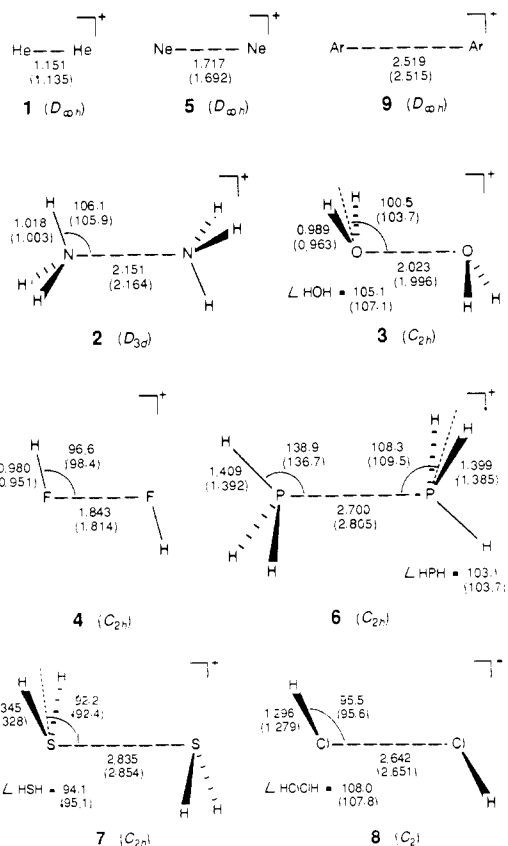 He He
1.151
(1.135)
1 (D∞h)
Ne Ne
1.717
(1.692)
5 (D∞h)
Ar Ar
2.519
(2.515)
9 (D∞h)
+
H
1.018
(1.003)
106.1
(105.9)
N N
H
H
H
H
H
2.151
(2.164)
2 (D3d)
+
H H
0.989
(0.963)
100.5
(103.7)
O O
2.023
(1.996)
∠ HOH = 105.1
(107.1)
H H
3 (C2h)
+
H
0.980
0.951)
96.6
(98.4)
F F
1.843
(1.814)
H
4 (C2h)
H
1.409
(1.392)
138.9
(136.7)
108.3
(109.5)
H
H
1.399
(1.385)
P P
2.700
(2.805)
H
H
H
∠ HPH = 103.1
(103.7)
6 (C2h)
+
H H
345
328)
92.2
(92.4)
S S
2.835
(2.854)
∠ HSH = 94.1
(95.1)
H H
7 (C2h)
H
1.296
(1.279)
95.5
(95.6)
Cl Cl
2.642
(2.651)
∠ HClClH = 108.0
(107.8)
H
8 (C2)